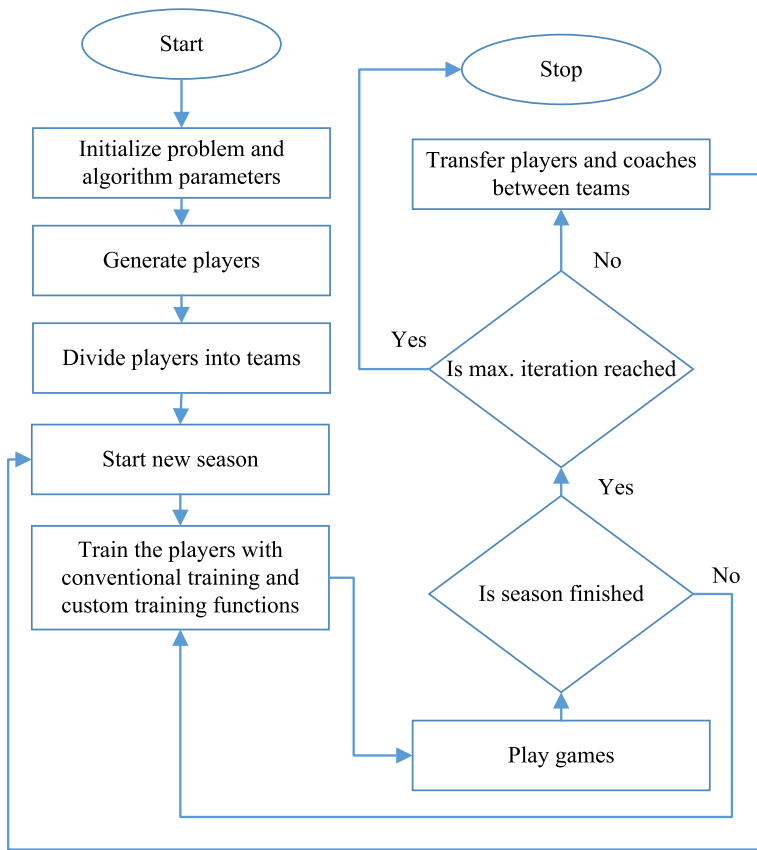 Start
Initialize problem and
algorithm parameters
Generate players
Divide players into teams
Start new season
Train the players with
conventional training and
custom training functions
Stop
Transfer players and coaches
between teams
No
Yes
Is max. iteration reached
Yes
Is season finished
No
Play games